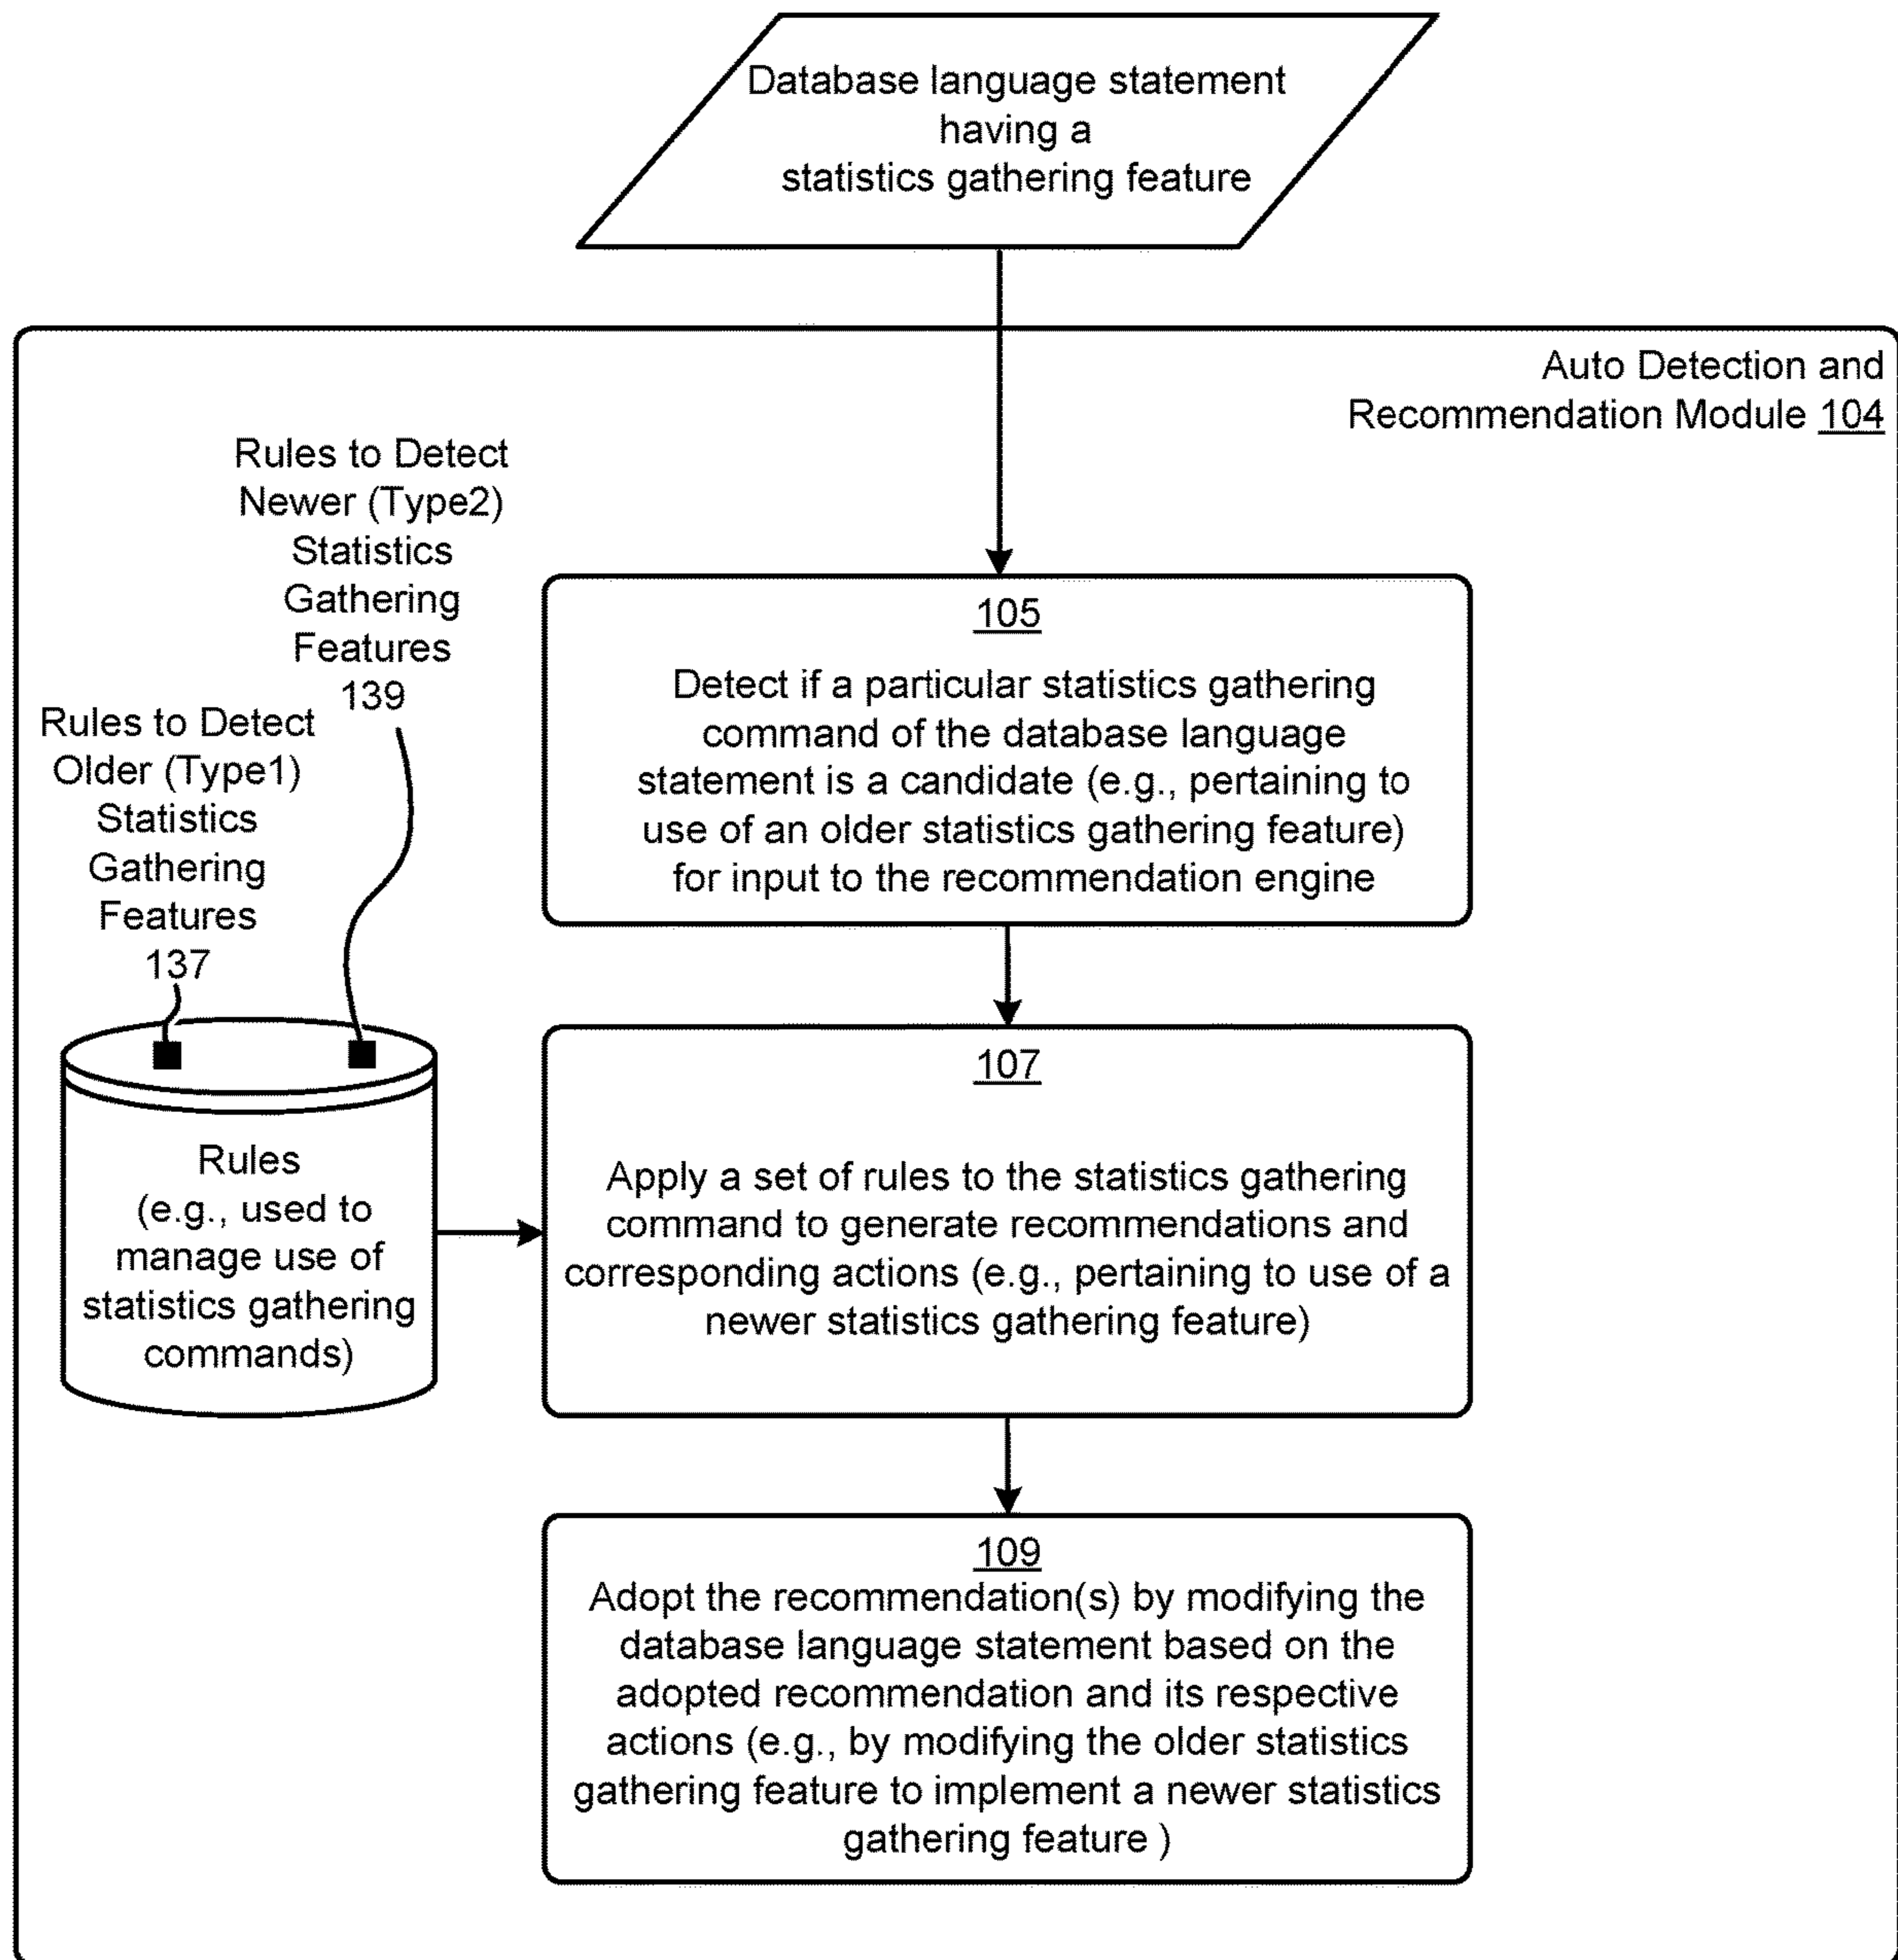 Database language statement
having a
statistics gathering feature
Auto Detection and
Recommendation Module 104
Rules to Detect
Newer (Type2)
Statistics
Gathering
Features
139
Rules to Detect
Older (Type1)
Statistics
Gathering
Features
137
105
Detect if a particular statistics gathering
command of the database language
statement is a candidate (e.g., pertaining to
use of an older statistics gathering feature)
for input to the recommendation engine
Rules
(e.g., used to
manage use of
statistics gathering
commands)
107
Apply a set of rules to the statistics gathering
command to generate recommendations and
corresponding actions (e.g., pertaining to use of a
newer statistics gathering feature)
109
Adopt the recommendation(s) by modifying the
database language statement based on the
adopted recommendation and its respective
actions (e.g., by modifying the older statistics
gathering feature to implement a newer statistics
gathering feature )